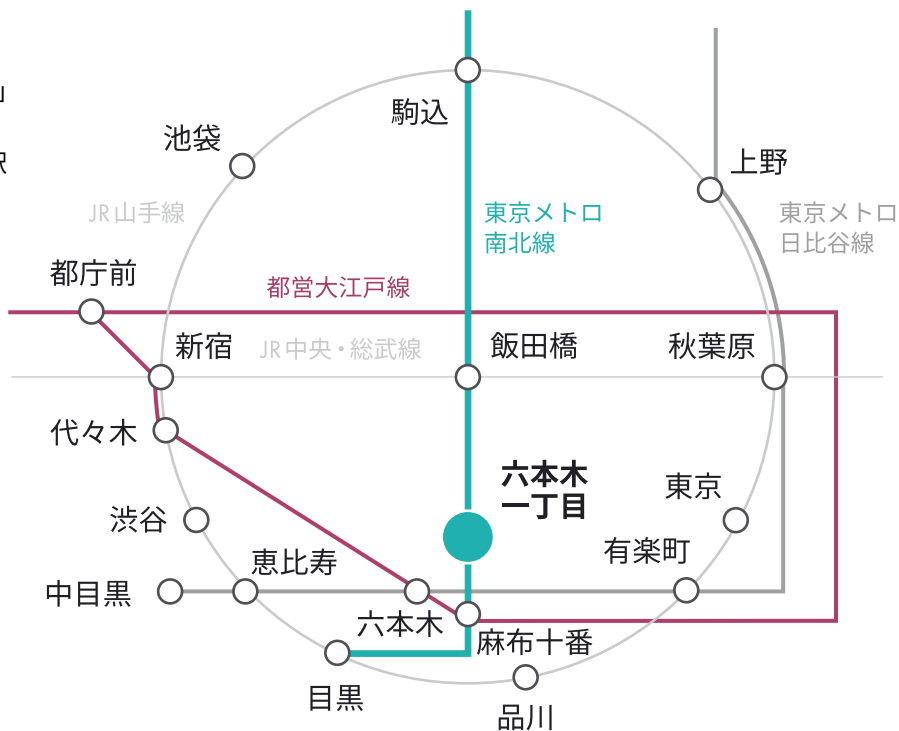 駒込
池袋
上野
JR山手線
東京メトロ
南北線
東京メトロ
日比谷線
都庁前
都営大江戸線
新宿
JR中央・総武線
飯田橋
秋葉原
代々木
六本木
一丁目
東京
渋谷
有楽町
恵比寿
中目黒
六本木
麻布十番
目黒
品川